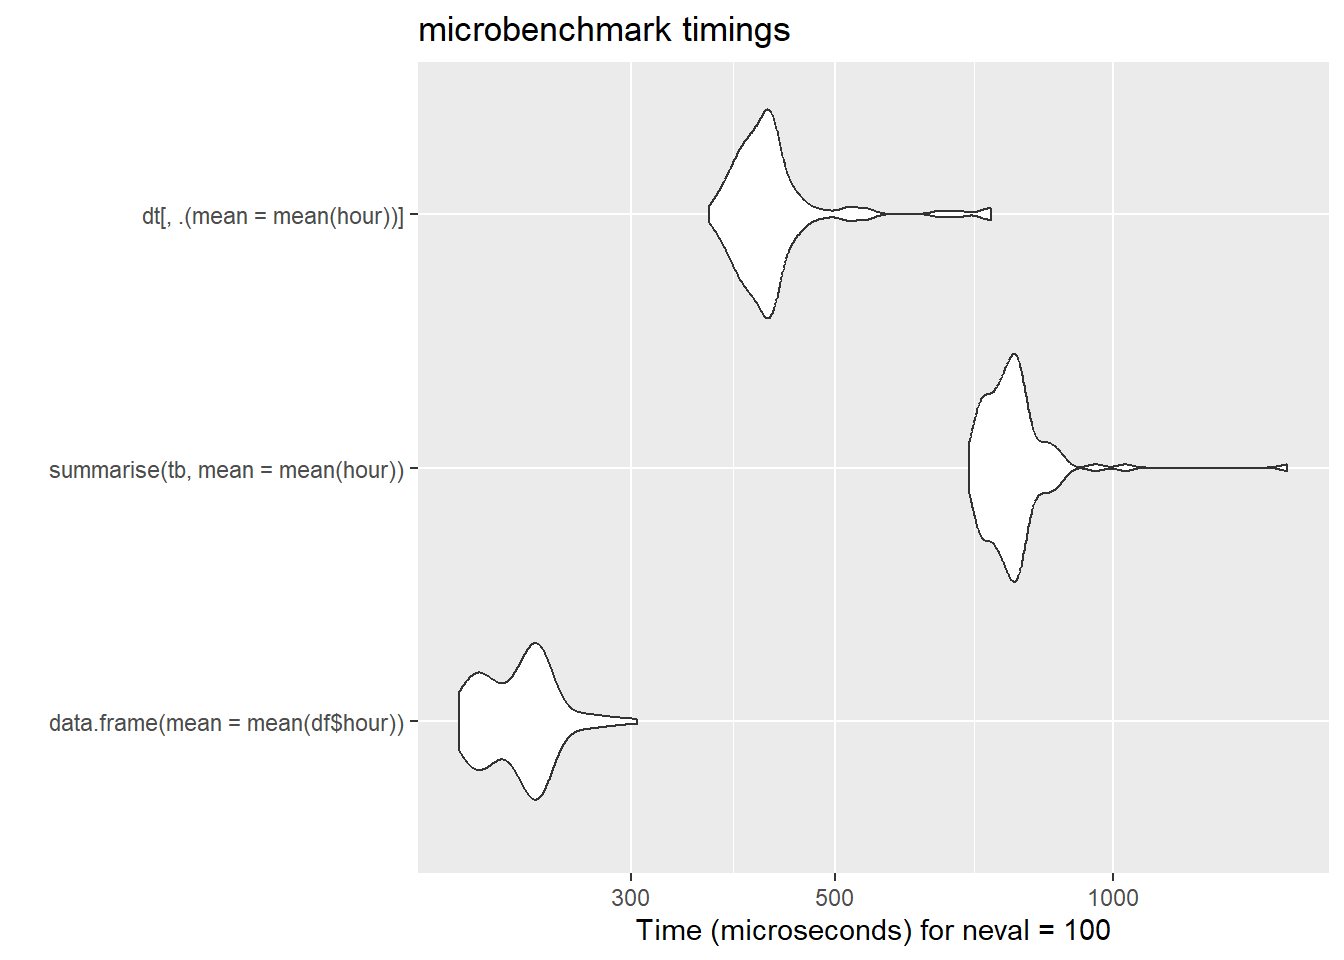 microbenchmark timings
dt[, .(mean = mean(hour))]
summarise(tb, mean = mean(hour))
data.frame(mean = mean(df$hour))
300 500 1000
Time (microseconds) for neval = 100